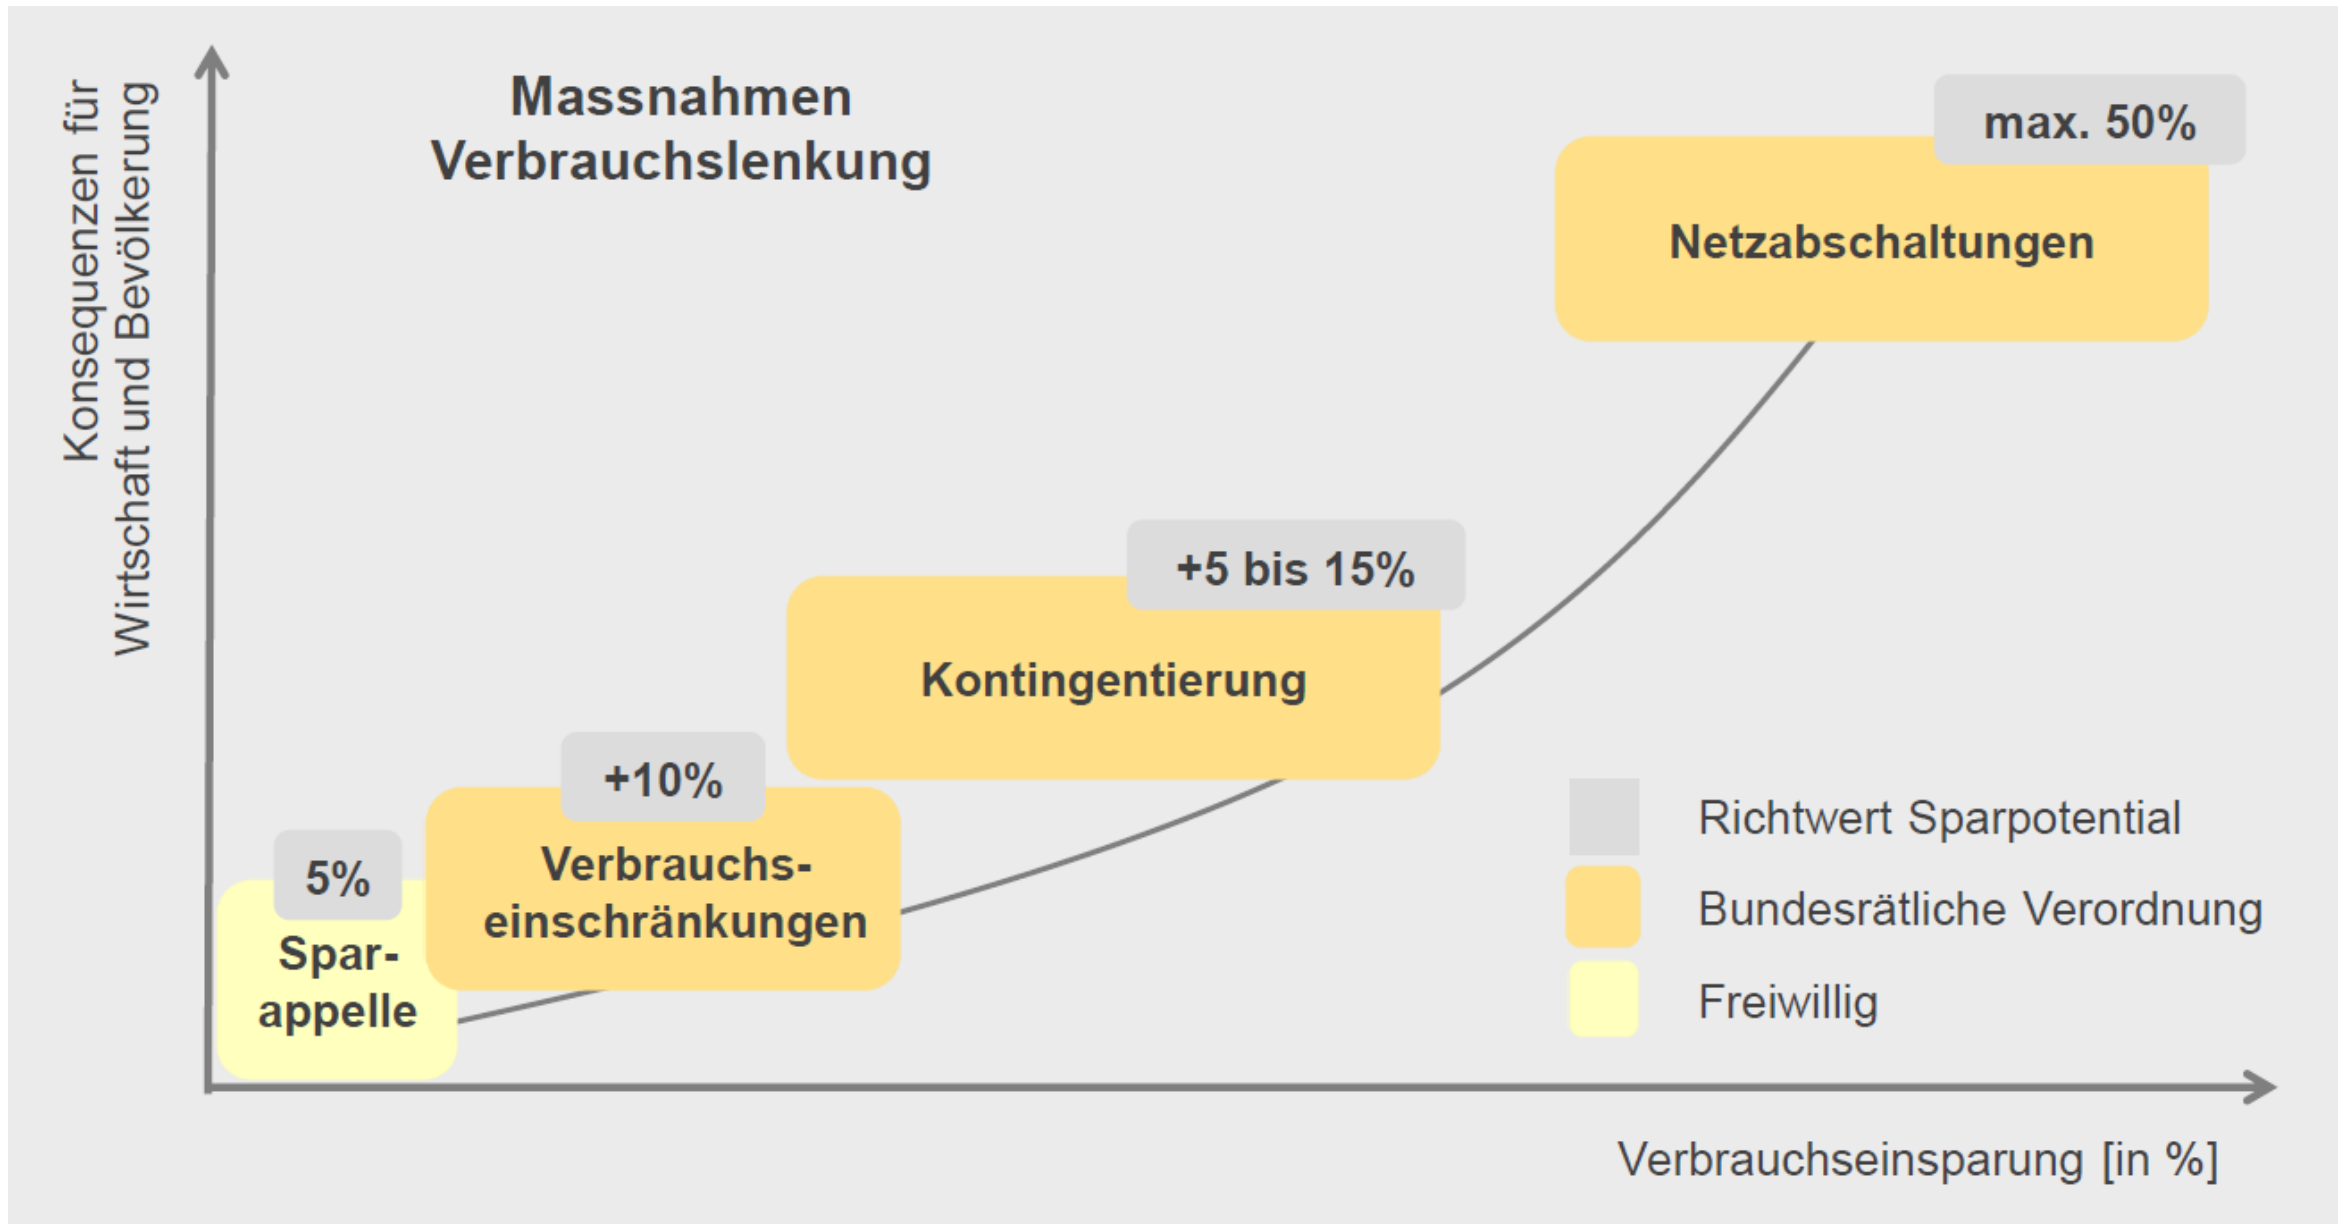 Massnahmen
Verbrauchslenkung
Konsequenzen für
Wirtschaft und Bevölkerung
max. 50%
Netzabschaltungen
+5 bis 15%
Kontingentierung
+10%
Verbrauchs-
einschränkungen
5%
Spar-
appelle
Richtwert Sparpotential
Bundesrätliche Verordnung
Freiwillig
Verbrauchseinsparung [in %]